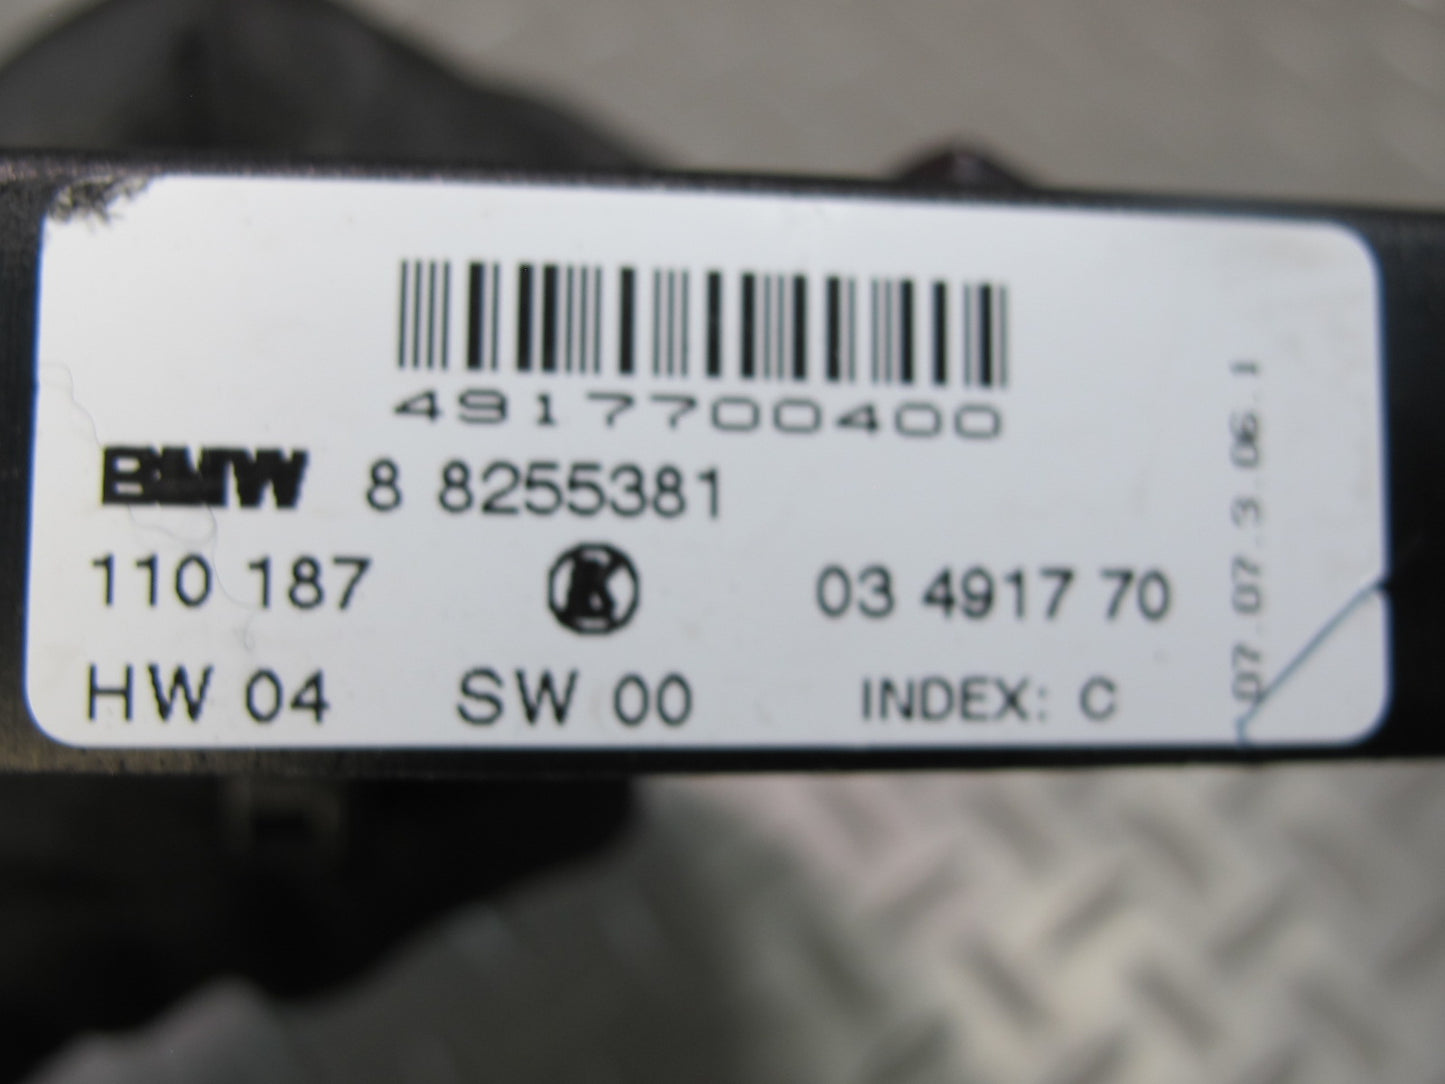 4917700400
BMW 8 8255381
110 187 K 03 4917 70
HW 04 SW 00 INDEX: C
07.07.3.06.1